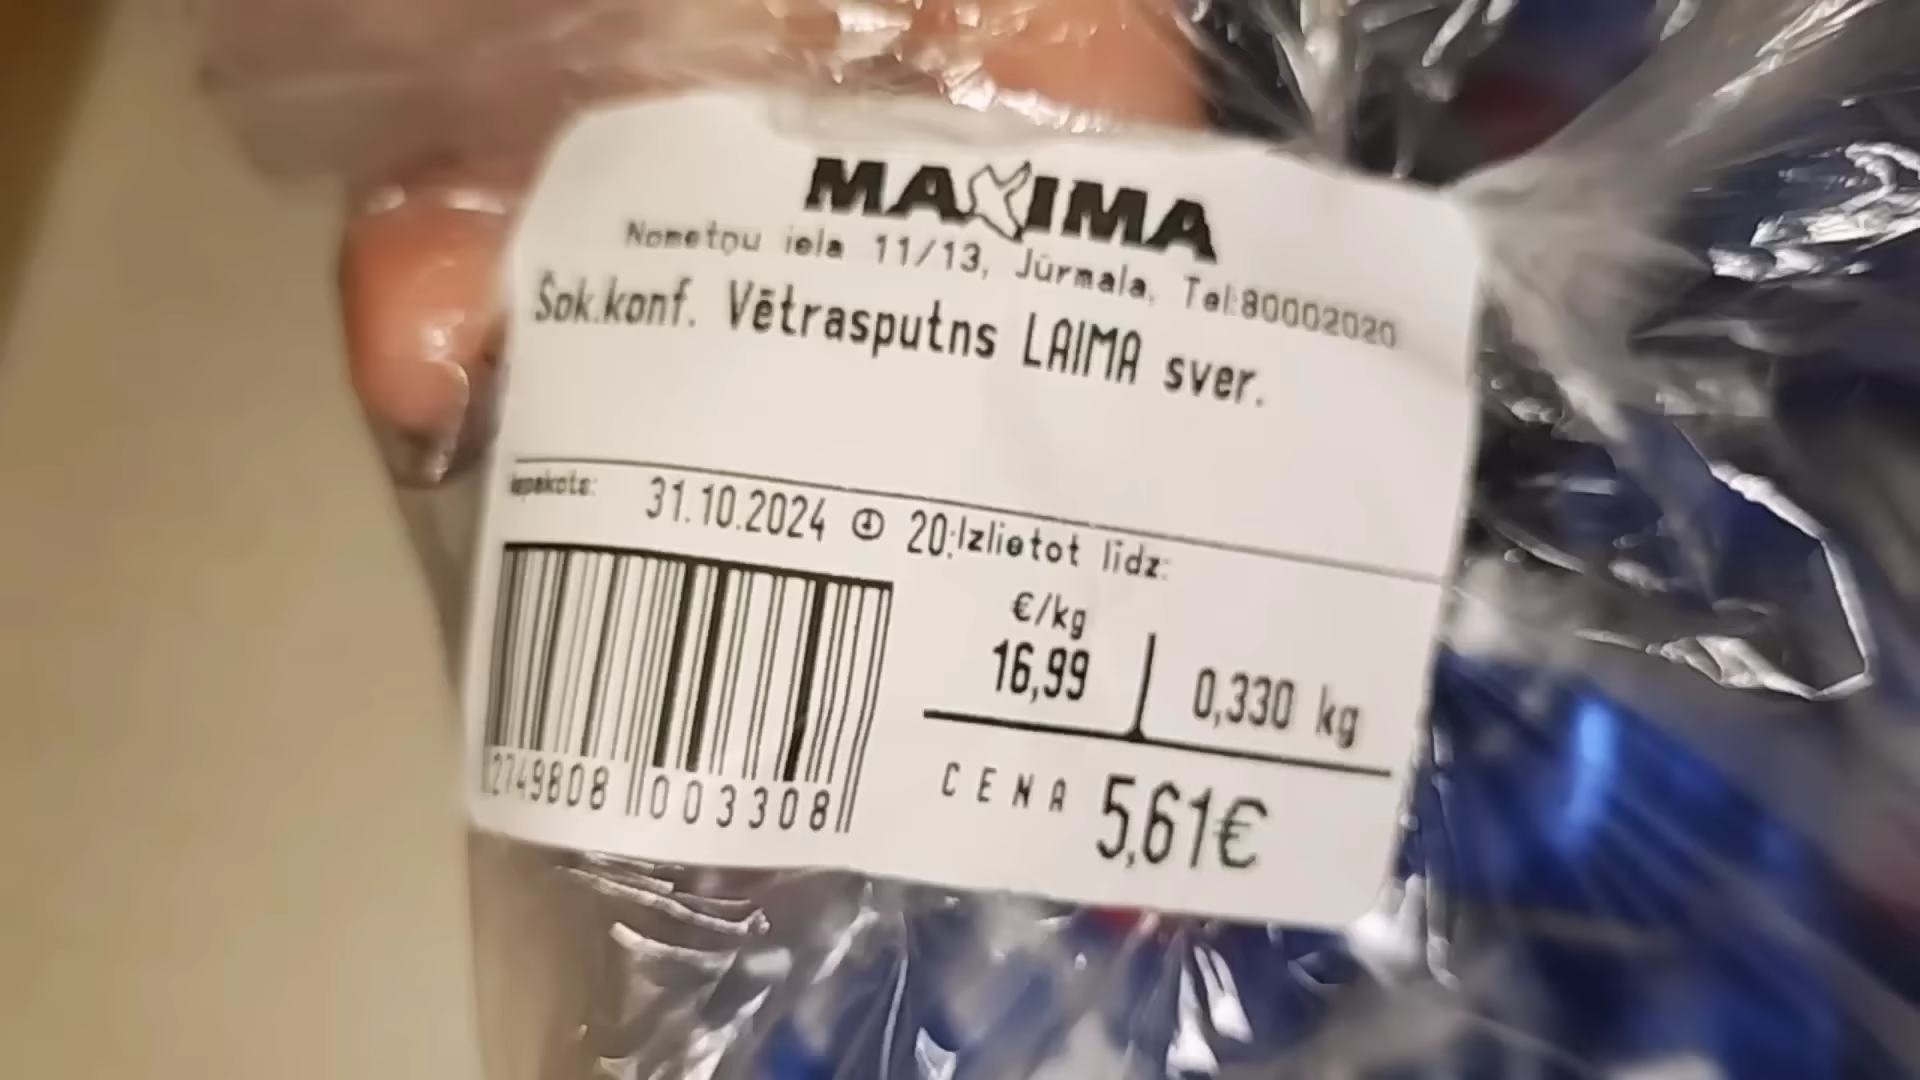 MAXIMA
Nometņu iela 11/13, Jūrmala, Tel:80002020
Šok.konf. Vētrasputns LAIMA sver.
Iepakots: 31.10.2024 20:Izlietot līdz:
€/kg
16,99 0,330 kg
CENA 5,61€
2749808 003308